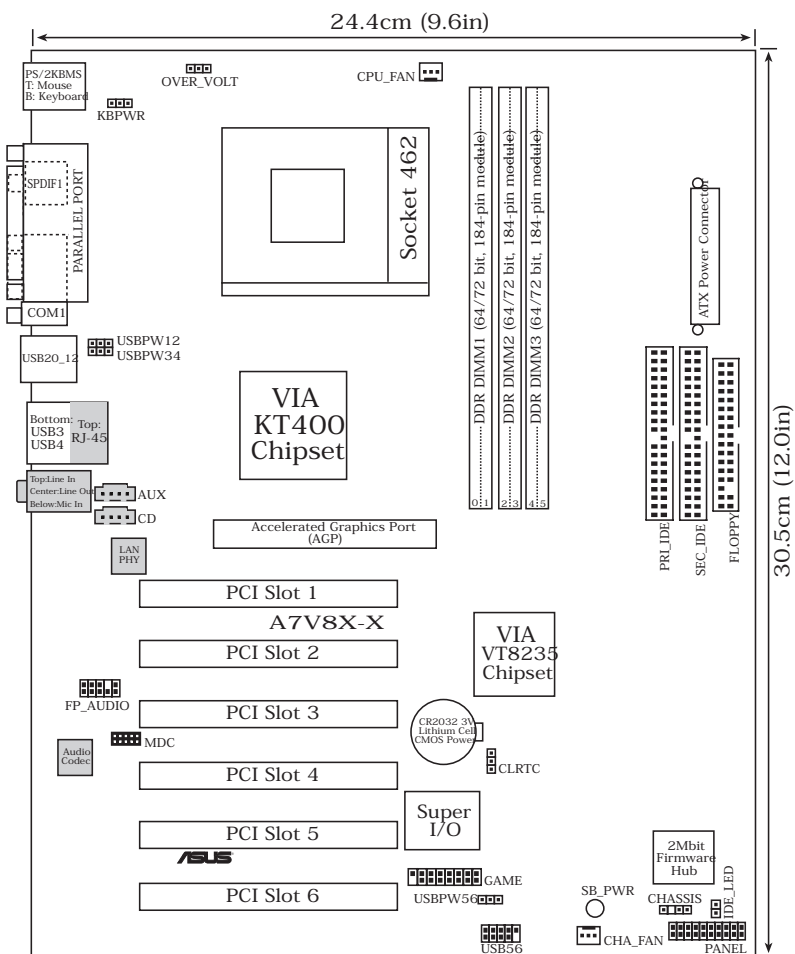 24.4cm (9.6in)
PS/2KBMS
T: Mouse
B: Keyboard
OVER_VOLT
CPU_FAN
KBPWR
SPDIF1
PARALLEL PORT
Socket 462
DDR DIMM1 (64/72 bit, 184-pin module)
DDR DIMM2 (64/72 bit, 184-pin module)
DDR DIMM3 (64/72 bit, 184-pin module)
ATX Power Connector
COM1
USB20_12
USBPW12
USBPW34
VIA
KT400
Chipset
Bottom:
USB3
USB4
Top:
RJ-45
Top:Line In
Center:Line Out
Below:Mic In
AUX
CD
0 1
2 3
4 5
PRI_IDE
SEC_IDE
FLOPPY
30.5cm (12.0in)
Accelerated Graphics Port
(AGP)
LAN
PHY
PCI Slot 1
A7V8X-X
PCI Slot 2
VIA
VT8235
Chipset
FP_AUDIO
PCI Slot 3
CR2032 3V
Lithium Cell
CMOS Power
MDC
Audio
Codec
PCI Slot 4
CLRTC
Super
I/O
PCI Slot 5
ASUS
2Mbit
Firmware
Hub
PCI Slot 6
GAME
USBPW56
SB_PWR
CHASSIS
IDE_LED
USB56
CHA_FAN
PANEL